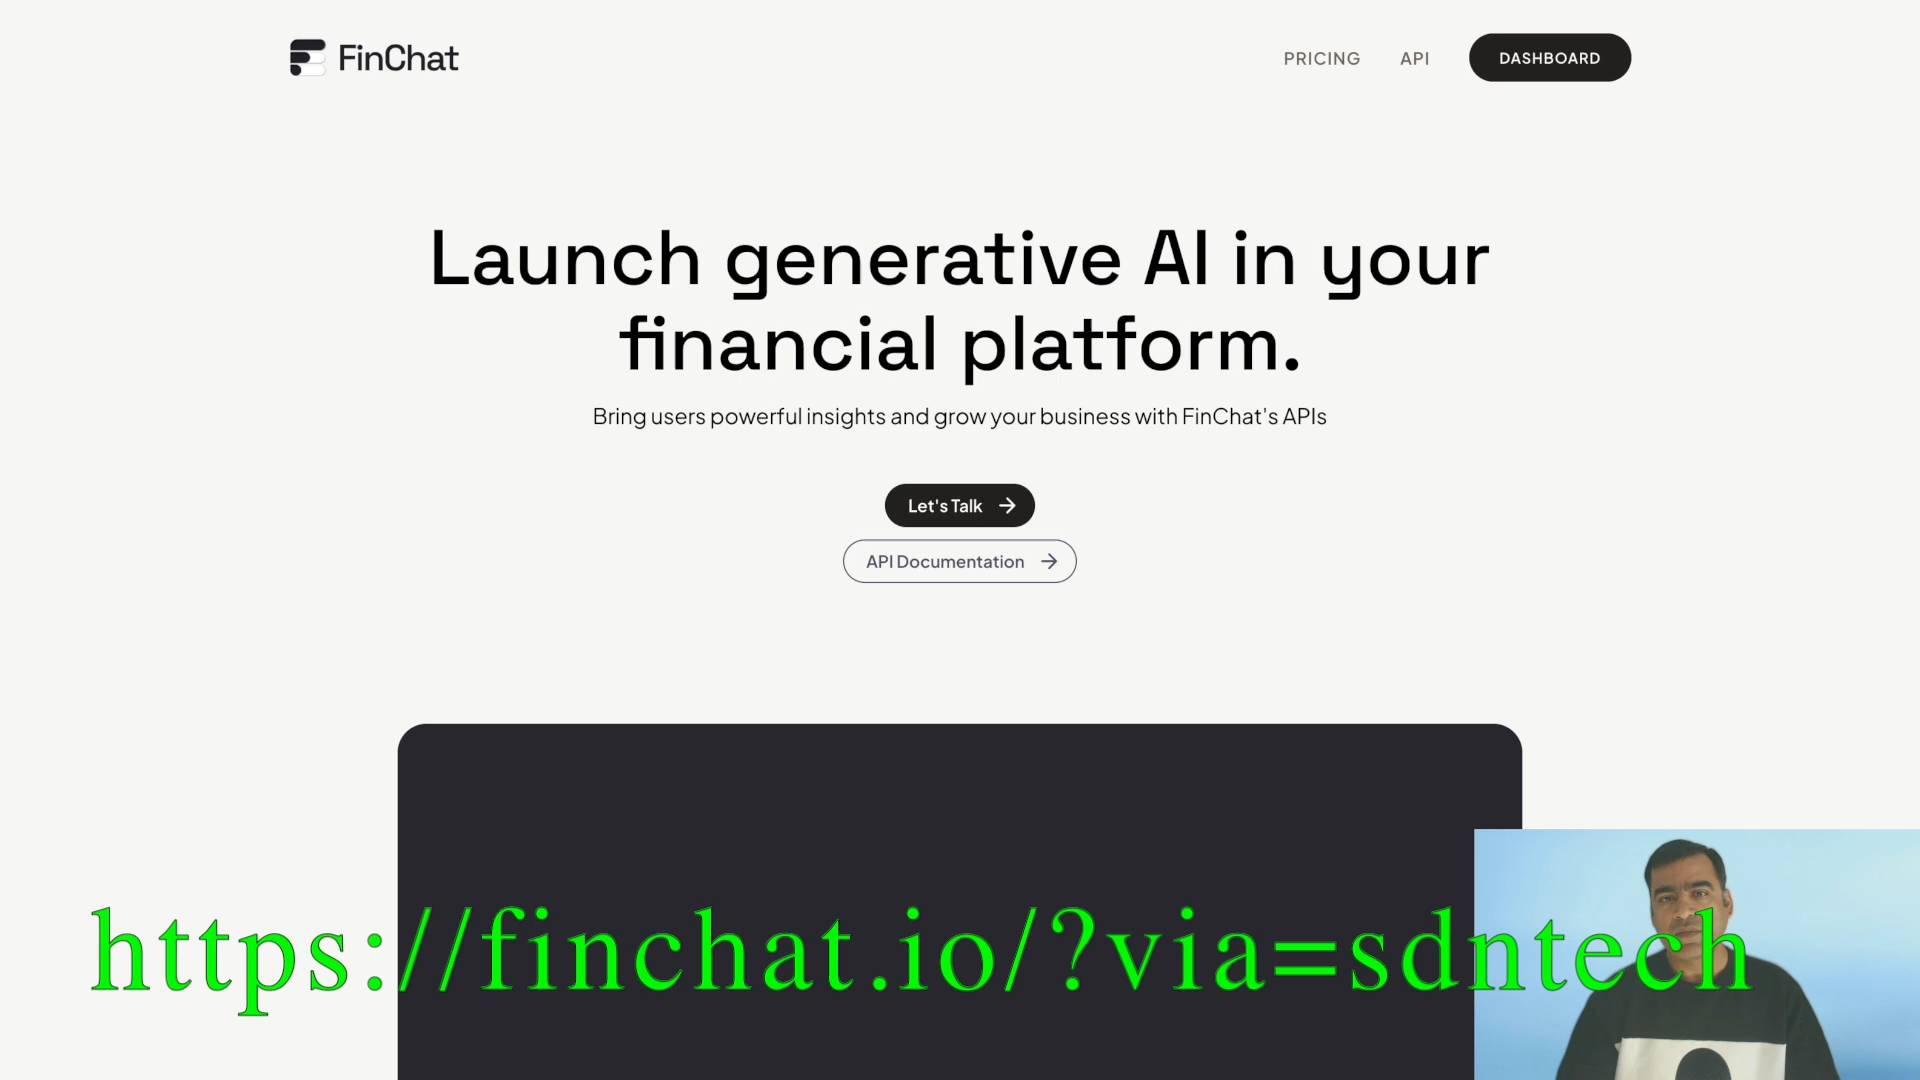 FinChat
PRICING
API
DASHBOARD
Launch generative AI in your
financial platform.
Bring users powerful insights and grow your business with FinChat's APIs
Let's Talk
API Documentation
https://finchat.io/?via=sdntech